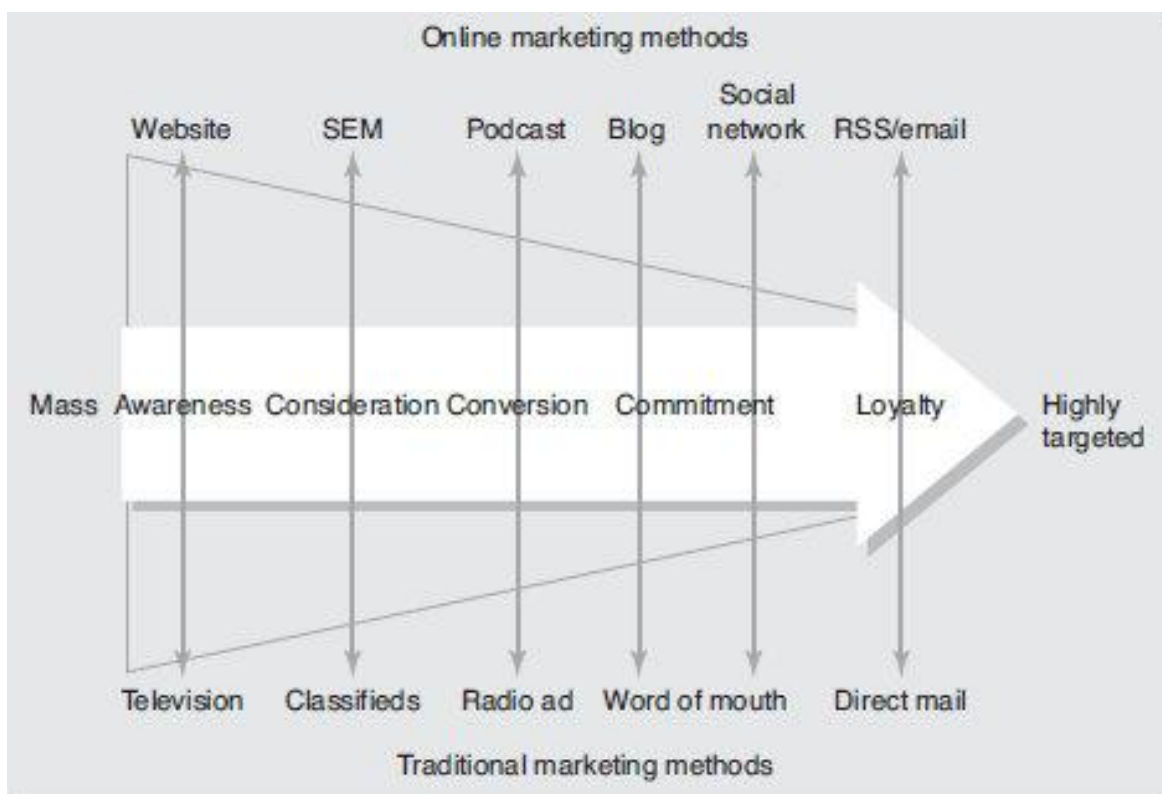 Online marketing methods
Social
Website SEM Podcast Blog network RSS/email
Mass Awareness Consideration Conversion Commitment Loyalty Highly
targeted
Television Classifieds Radio ad Word of mouth Direct mail
Traditional marketing methods